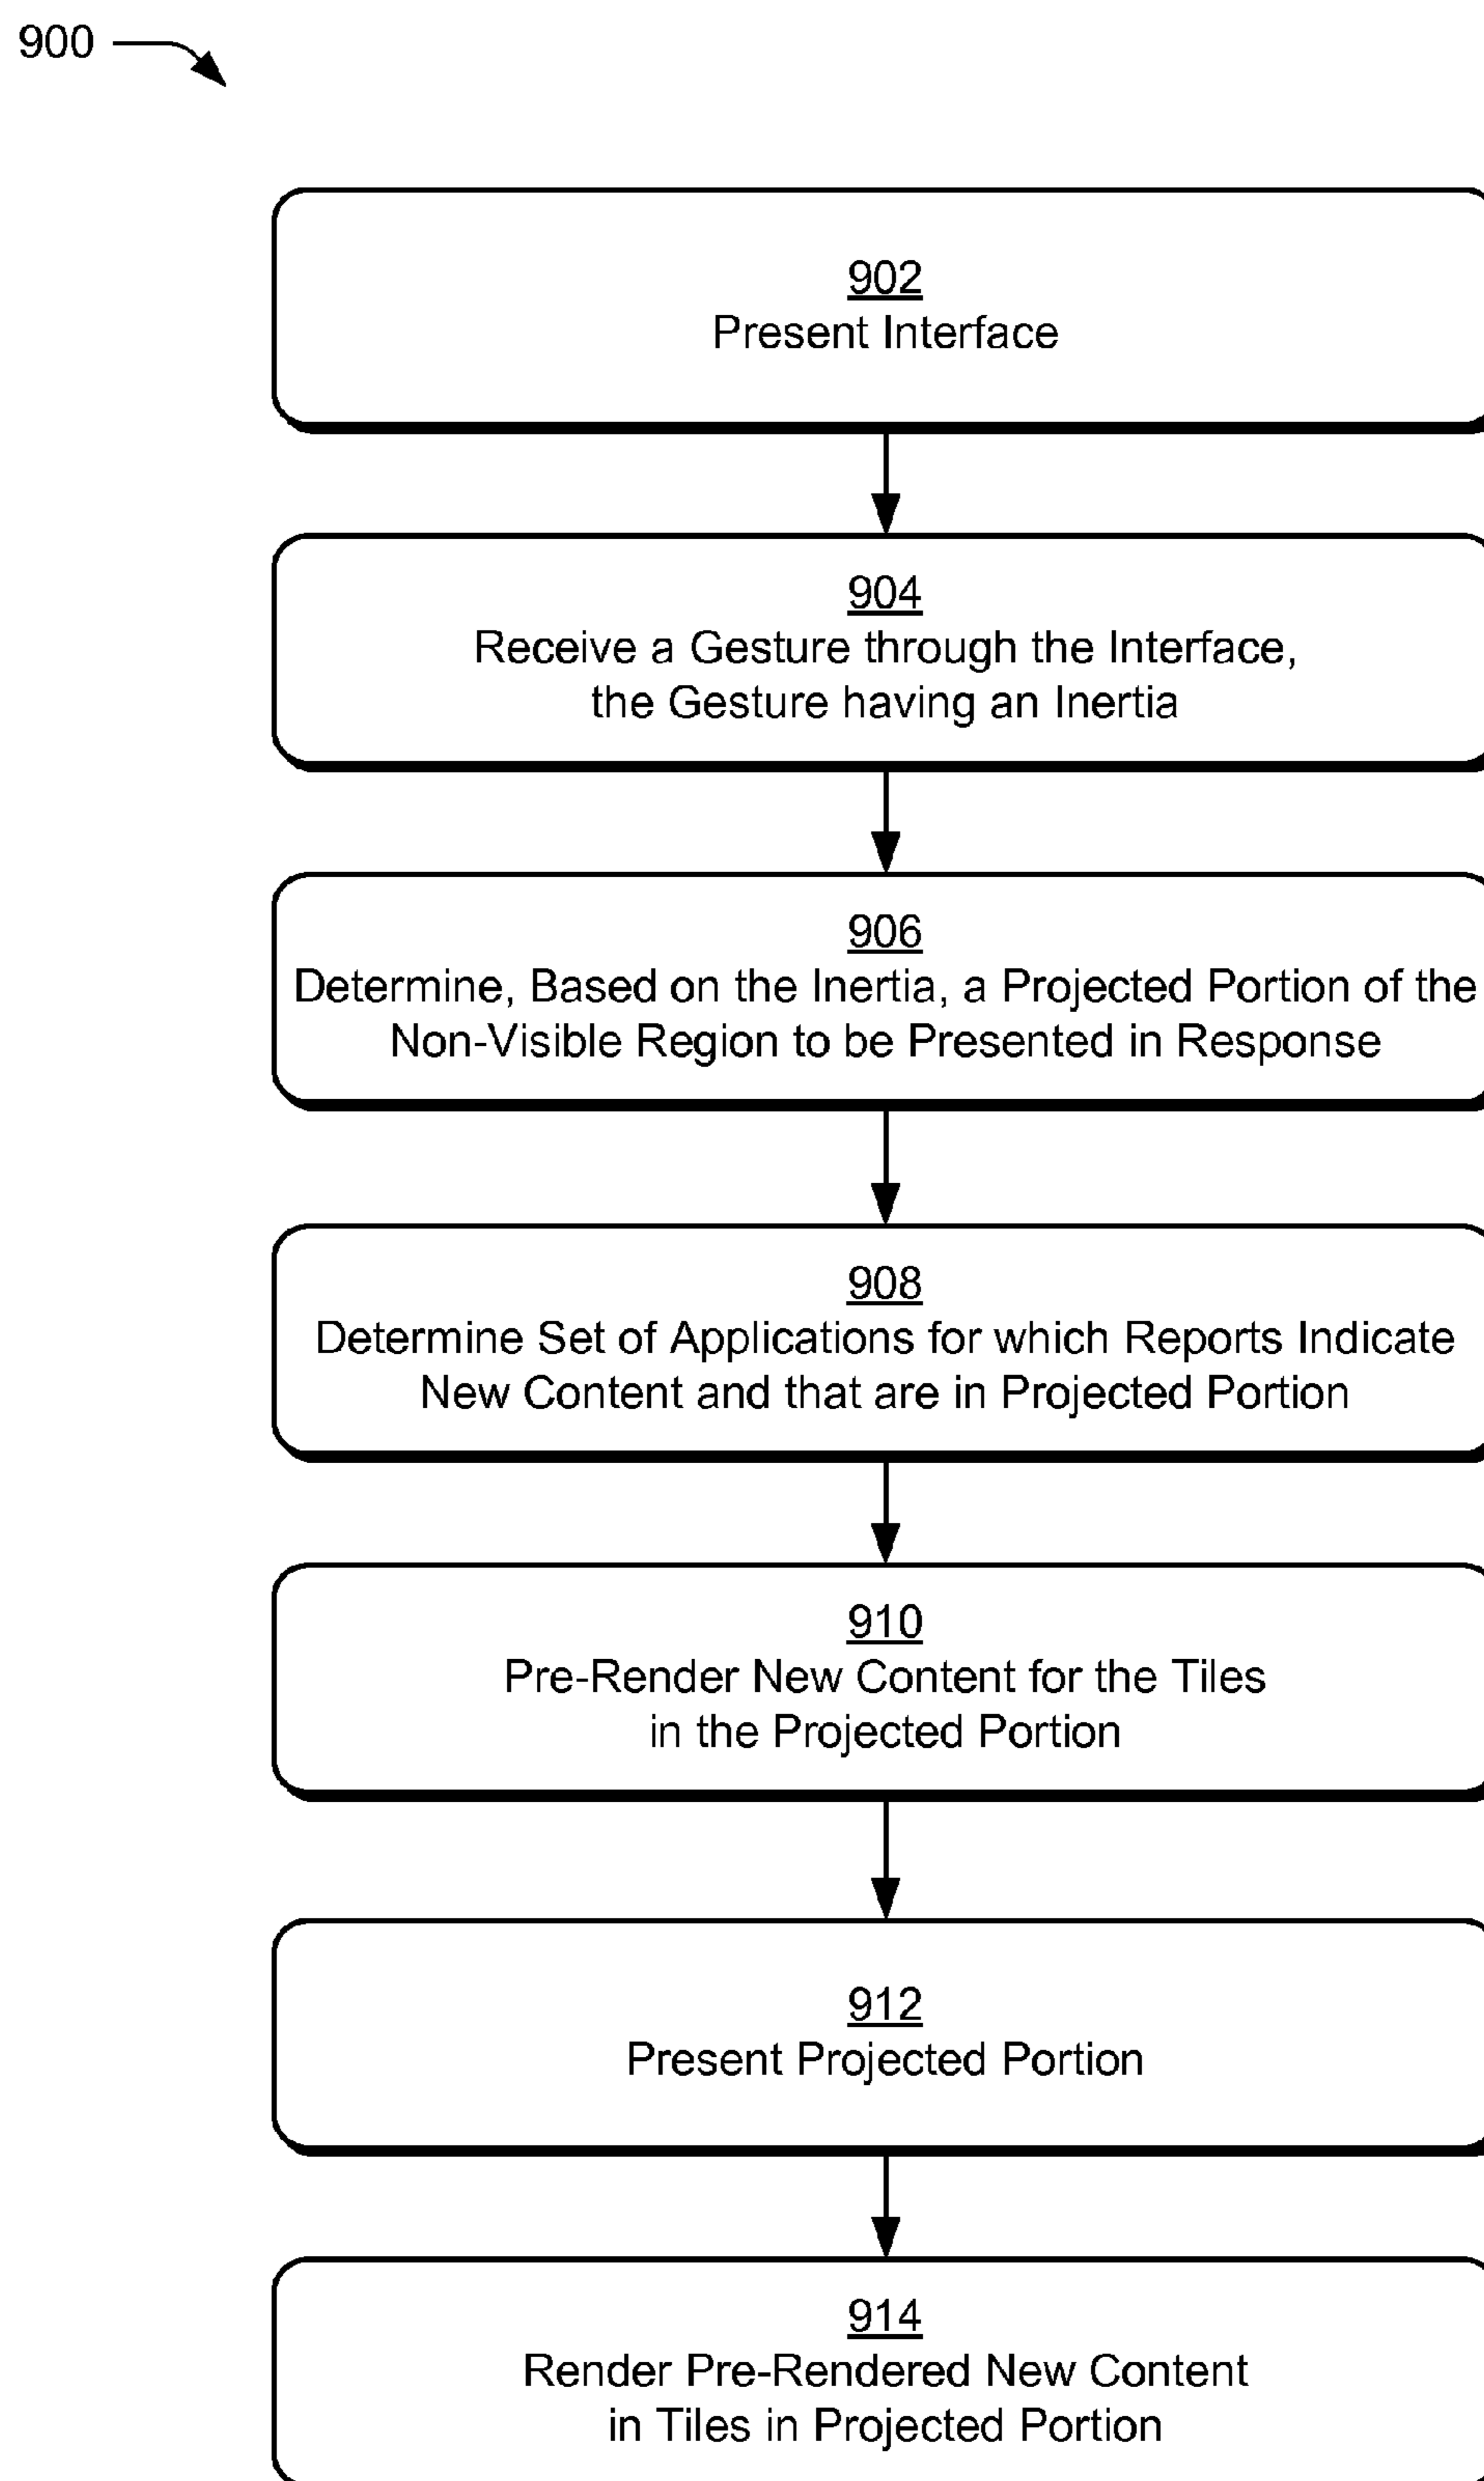 900
902
Present Interface
904
Receive a Gesture through the Interface,
the Gesture having an Inertia
906
Determine, Based on the Inertia, a Projected Portion of the
Non-Visible Region to be Presented in Response
908
Determine Set of Applications for which Reports Indicate
New Content and that are in Projected Portion
910
Pre-Render New Content for the Tiles
in the Projected Portion
912
Present Projected Portion
914
Render Pre-Rendered New Content
in Tiles in Projected Portion